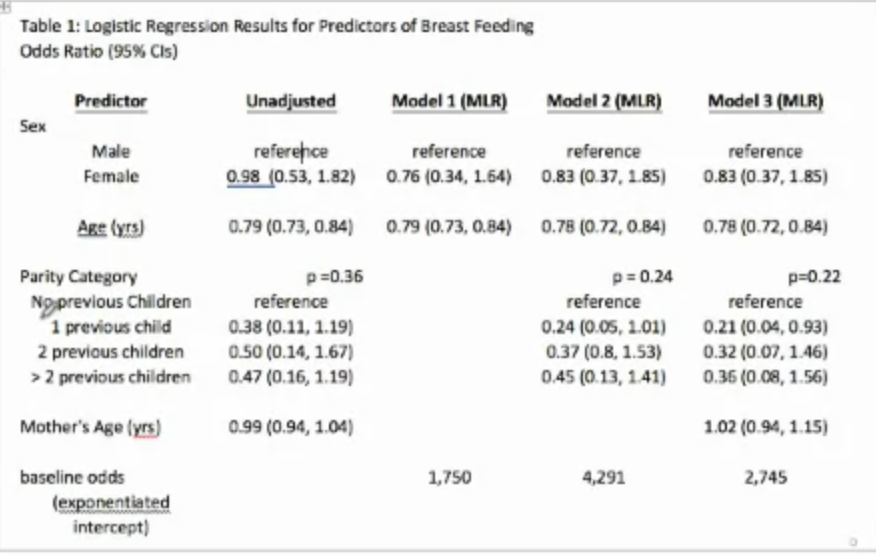 Table 1: Logistic Regression Results for Predictors of Breast Feeding
Odds Ratio (95% CIs)
Predictor Unadjusted Model 1 (MLR) Model 2 (MLR) Model 3 (MLR)
Sex
Male reference reference reference reference
Female 0.98 (0.53, 1.82) 0.76 (0.34, 1.64) 0.83 (0.37, 1.85) 0.83 (0.37, 1.85)
Age (yrs) 0.79 (0.73, 0.84) 0.79 (0.73, 0.84) 0.78 (0.72, 0.84) 0.78 (0.72, 0.84)
Parity Category p =0.36 p = 0.24 p=0.22
No previous Children reference reference reference
1 previous child 0.38 (0.11, 1.19) 0.24 (0.05, 1.01) 0.21 (0.04, 0.93)
2 previous children 0.50 (0.14, 1.67) 0.37 (0.8, 1.53) 0.32 (0.07, 1.46)
> 2 previous children 0.47 (0.16, 1.19) 0.45 (0.13, 1.41) 0.36 (0.08, 1.56)
Mother's Age (yrs) 0.99 (0.94, 1.04) 1.02 (0.94, 1.15)
baseline odds 1,750 4,291 2,745
(exponentiated
intercept)